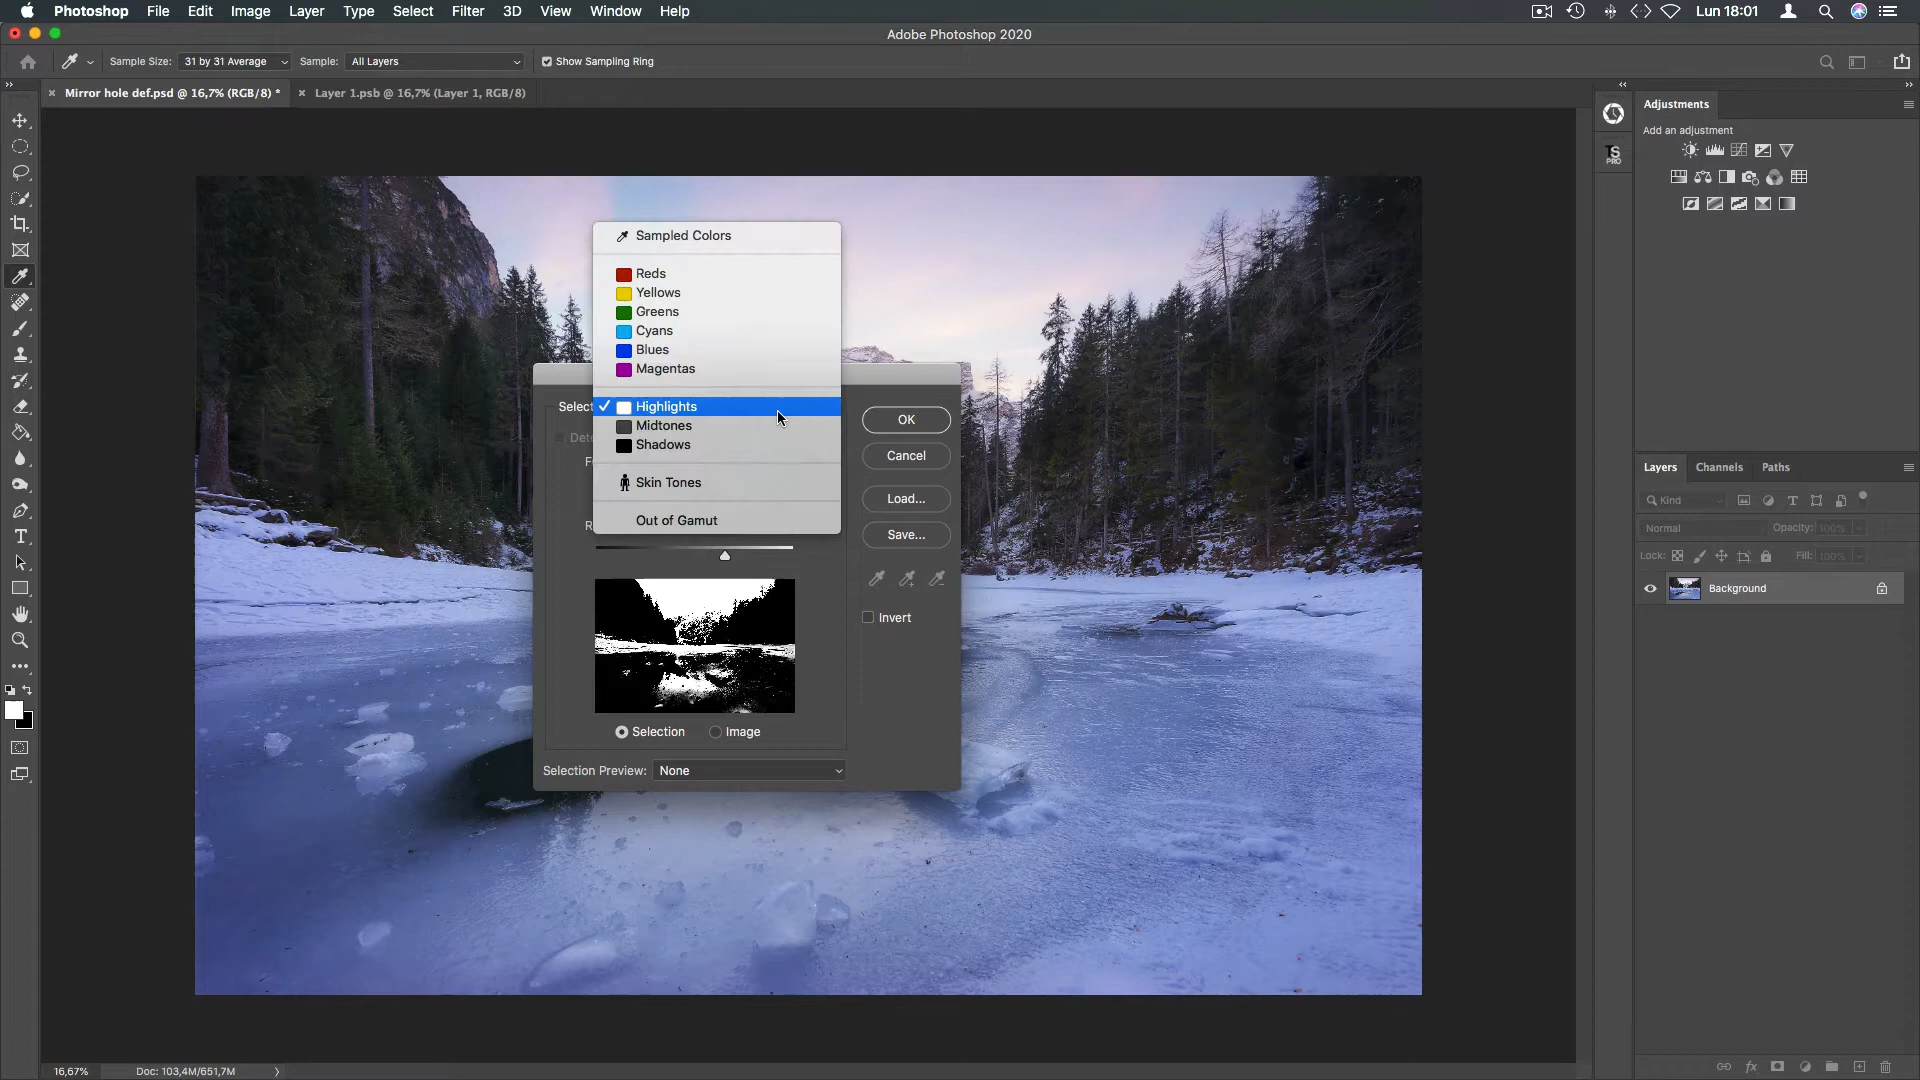 Photoshop File Edit Image Layer Type Select Filter 3D View Window Help Lun 18:01
Adobe Photoshop 2020
Sample Size: 31 by 31 Average Sample: All Layers Show Sampling Ring
Mirror hole def.psd @ 16,7% (RGB/8) * Layer 1.psb @ 16,7% (Layer 1, RGB/8)
Adjustments
Add an adjustment
TS
PRO
Sampled Colors
Reds
Yellows
Greens
Cyans
Blues
Magentas
Select
Highlights
Midtones
Shadows
Skin Tones
Out of Gamut
OK
Cancel
Load...
Save...
Invert
Selection Image
Selection Preview: None
Layers Channels Paths
Kind
Normal Opacity: 100%
Lock: Fill: 100%
Background
16,67% Doc: 103,4M/651,7M